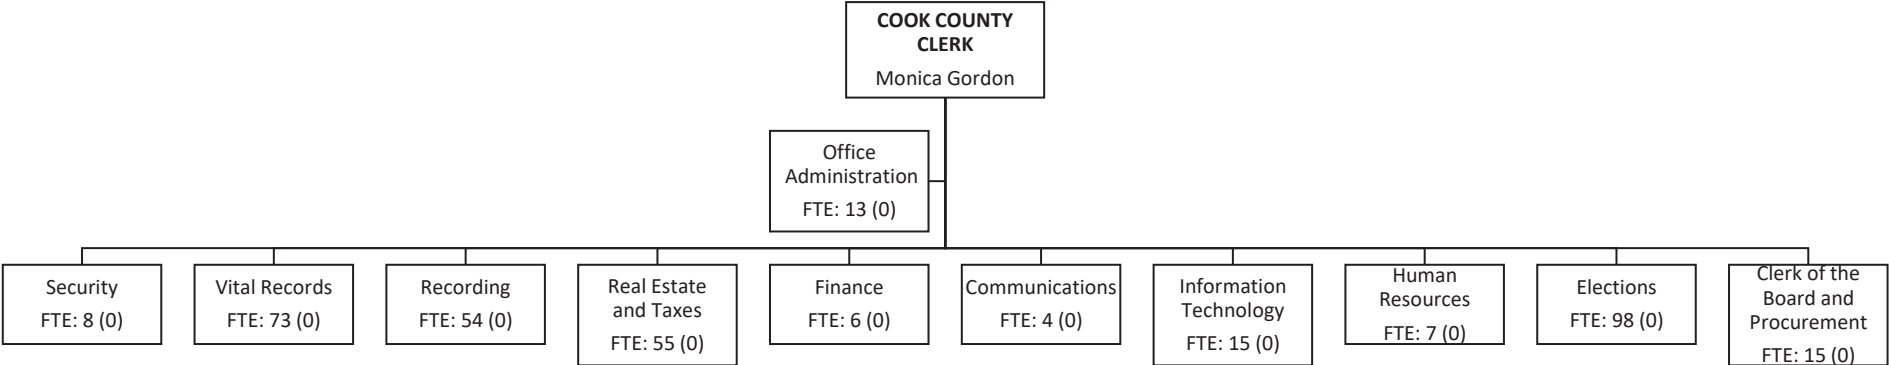 COOK COUNTY
CLERK
Monica Gordon
Office
Administration
FTE: 13 (0)
Security
FTE: 8 (0)
Vital Records
FTE: 73 (0)
Recording
FTE: 54 (0)
Real Estate
and Taxes
FTE: 55 (0)
Finance
FTE: 6 (0)
Communications
FTE: 4 (0)
Information
Technology
FTE: 15 (0)
Human
Resources
FTE: 7 (0)
Elections
FTE: 98 (0)
Clerk of the
Board and
Procurement
FTE: 15 (0)